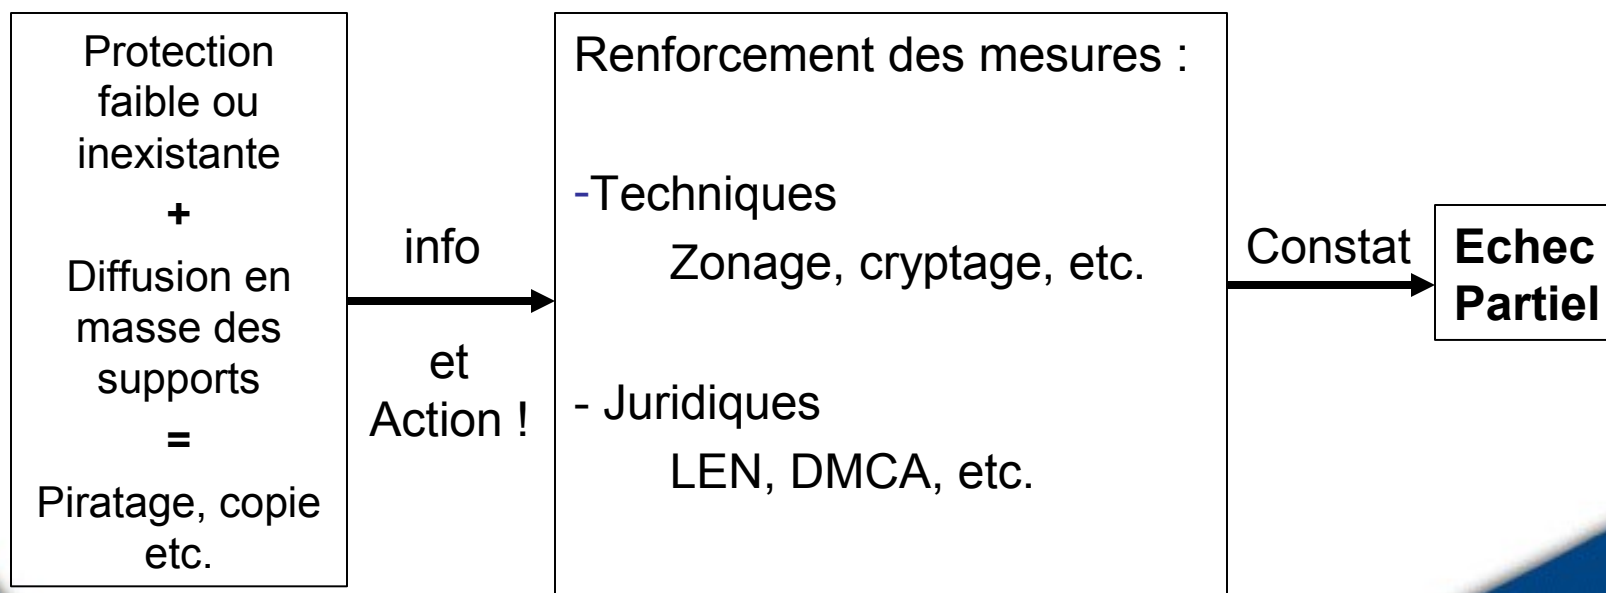 Protection
faible ou
inexistante
+
Diffusion en
masse des
supports
=
Piratage, copie
etc.
info
et
Action !
Renforcement des mesures :
-Techniques
Zonage, cryptage, etc.
- Juridiques
LEN, DMCA, etc.
Constat
Echec
Partiel